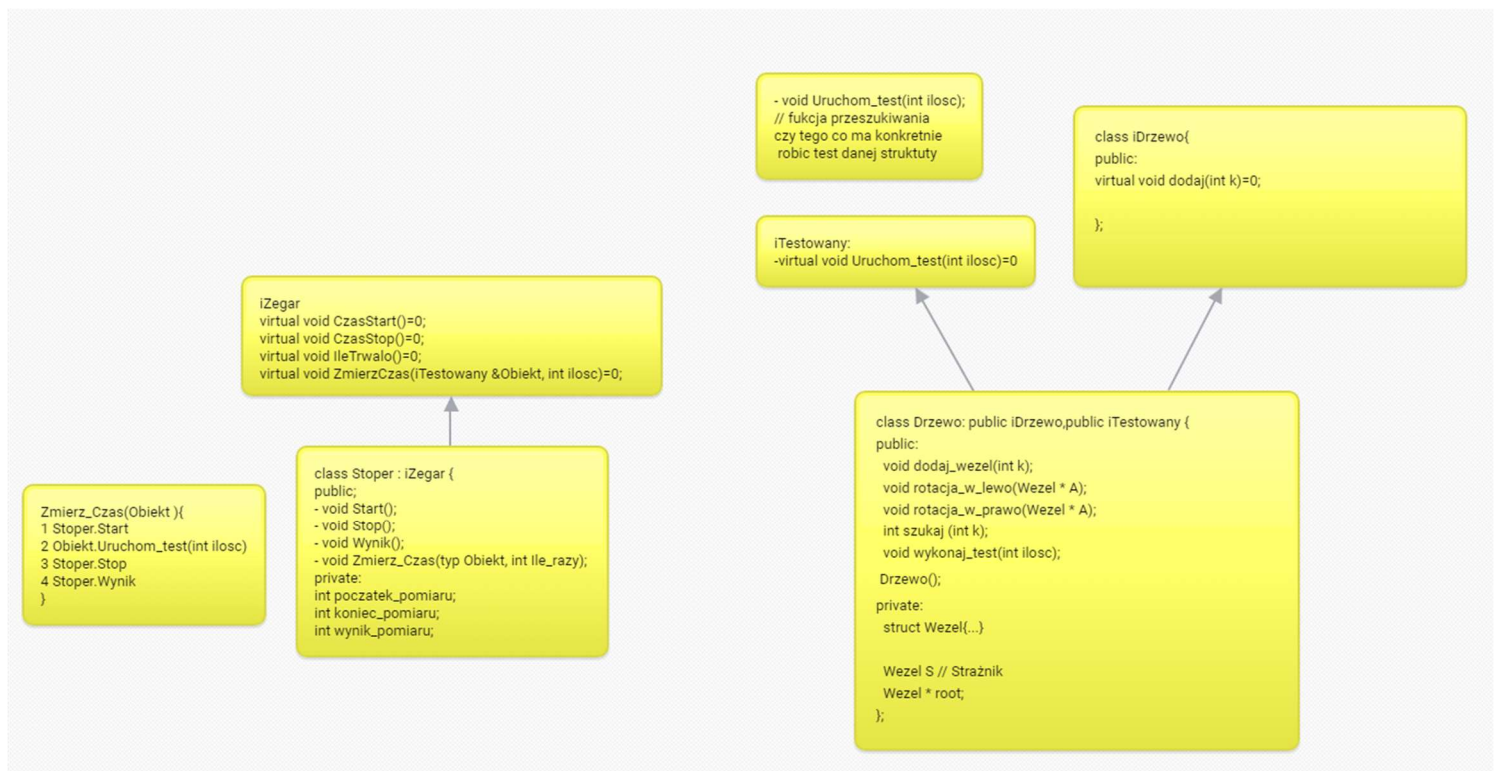 - void Uruchom_test(int ilosc);
// fukcja przeszukiwania
czy tego co ma konkretnie
robic test danej struktuty
class iDrzewo{
public:
virtual void dodaj(int k)=0;
};
iTestowany:
-virtual void Uruchom_test(int ilosc)=0
iZegar
virtual void CzasStart()=0;
virtual void CzasStop()=0;
virtual void IleTrwalo()=0;
virtual void ZmierzCzas(iTestowany &Obiekt, int ilosc)=0;
Zmierz_Czas(Obiekt ){
1 Stoper.Start
2 Obiekt.Uruchom_test(int ilosc)
3 Stoper.Stop
4 Stoper.Wynik
}
class Stoper : iZegar {
public;
- void Start();
- void Stop();
- void Wynik();
- void Zmierz_Czas(typ Obiekt, int Ile_razy);
private:
int poczatek_pomiaru;
int koniec_pomiaru;
int wynik_pomiaru;
class Drzewo: public iDrzewo,public iTestowany {
public:
void dodaj_wezel(int k);
void rotacja_w_lewo(Wezel * A);
void rotacja_w_prawo(Wezel * A);
int szukaj (int k);
void wykonaj_test(int ilosc);
Drzewo();
private:
struct Wezel{...}
Wezel S // Strażnik
Wezel * root;
};